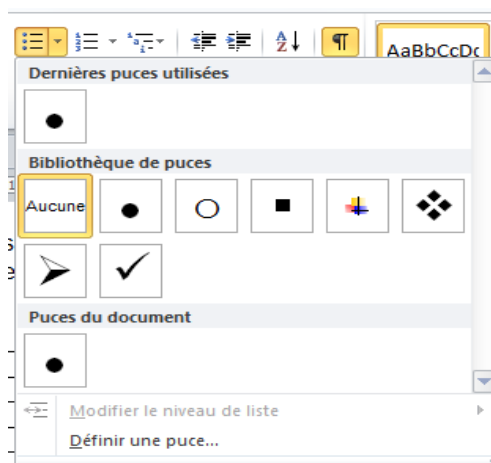 AaBbCcDc
Dernières puces utilisées
Bibliothèque de puces
Aucune
Puces du document
Modifier le niveau de liste
Définir une puce...